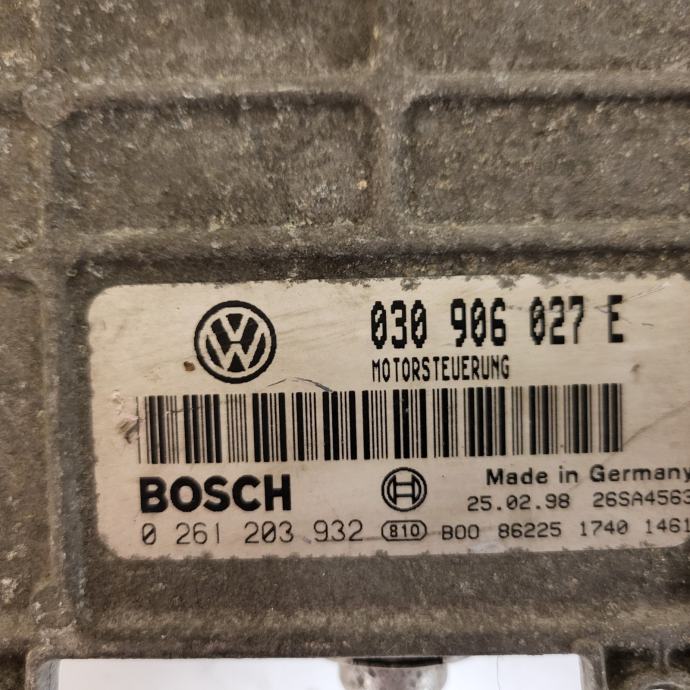 030 906 027 E
MOTORSTEUERUNG
BOSCH
Made in Germany
25.02.98 26SA4563
0 261 203 932 810 B00 86225 1740 1461